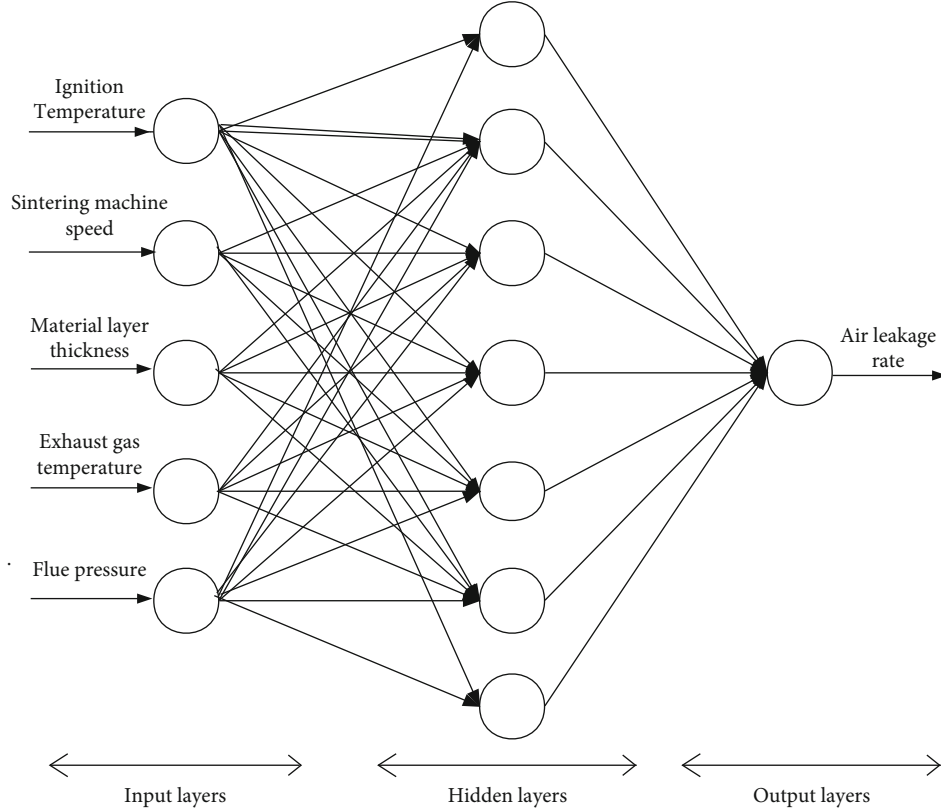 Ignition
Temperature
Sintering machine
speed
Material layer
thickness
Exhaust gas
temperature
Flue pressure
Air leakage
rate
Input layers
Hidden layers
Output layers